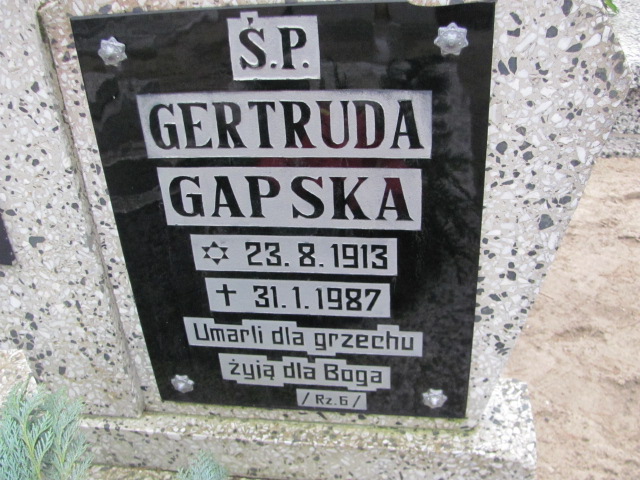 Ś.P.
GERTRUDA
GAPSKA
✡ 23.8.1913
✝ 31.1.1987
Umarli dla grzechu
żyją dla Boga
/Rz.6/